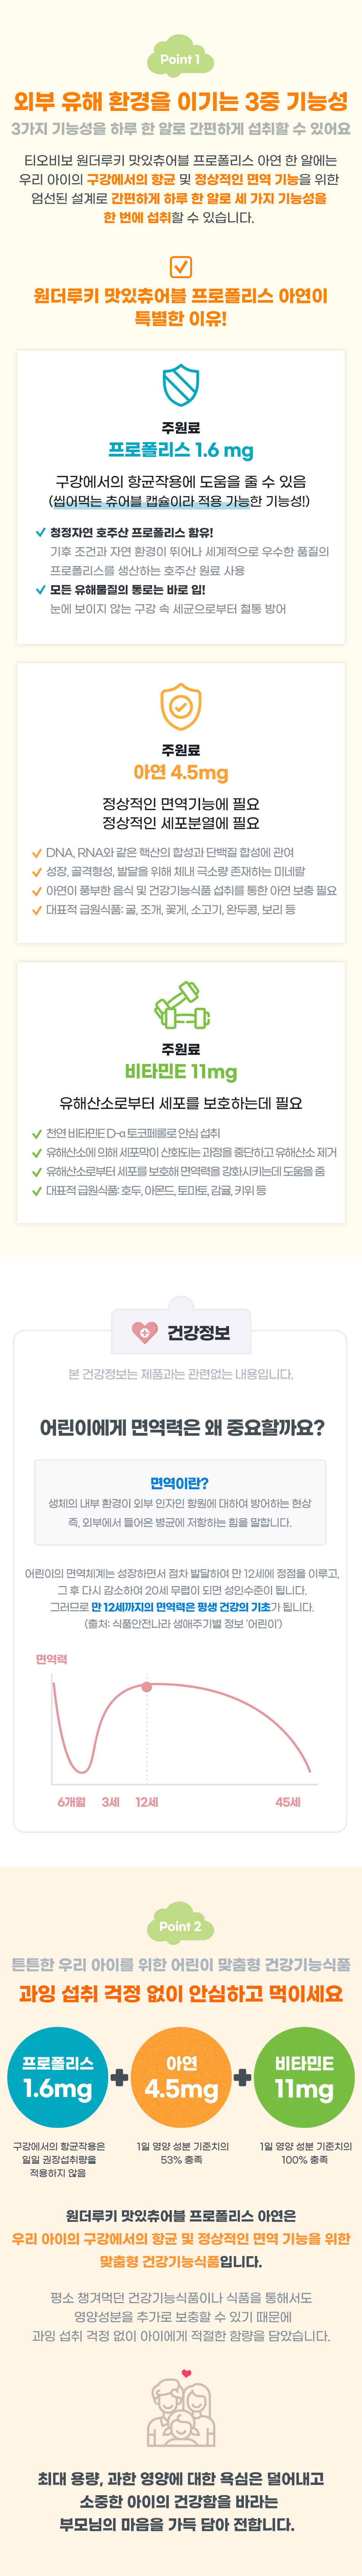 Point 1
외부 유해 환경을 이기는 3중 기능성
3가지 기능성을 하루 한 알로 간편하게 섭취할 수 있어요
티오비보 원더루키 맛있츄어블 프로폴리스 아연 한 알에는
우리 아이의 구강에서의 항균 및 정상적인 면역 기능을 위한
엄선된 설계로 간편하게 하루 한 알로 세 가지 기능성을
한 번에 섭취할 수 있습니다.
원더루키 맛있츄어블 프로폴리스 아연이
특별한 이유!
주원료
프로폴리스 1.6 mg
구강에서의 항균작용에 도움을 줄 수 있음
(씹어먹는 츄어블 캡슐이라 적용 가능한 기능성!)
청정자연 호주산 프로폴리스 함유!
기후 조건과 자연 환경이 뛰어나 세계적으로 우수한 품질의
프로폴리스를 생산하는 호주산 원료 사용
모든 유해물질의 통로는 바로 입!
눈에 보이지 않는 구강 속 세균으로부터 철통 방어
주원료
아연 4.5mg
정상적인 면역기능에 필요
정상적인 세포분열에 필요
DNA, RNA와 같은 핵산의 합성과 단백질 합성에 관여
성장, 골격형성, 발달을 위해 체내 극소량 존재하는 미네랄
아연이 풍부한 음식 및 건강기능식품 섭취를 통한 아연 보충 필요
대표적 급원식품: 굴, 조개, 꽃게, 소고기, 완두콩, 보리 등
주원료
비타민E 11mg
유해산소로부터 세포를 보호하는데 필요
천연 비타민E D-α 토코페롤로 안심 섭취
유해산소에 의해 세포막이 산화되는 과정을 중단하고 유해산소 제거
유해산소로부터 세포를 보호해 면역력을 강화시키는데 도움을 줌
대표적 급원식품: 호두, 아몬드, 토마토, 감귤, 키위 등
건강정보
본 건강정보는 제품과는 관련없는 내용입니다.
어린이에게 면역력은 왜 중요할까요?
면역이란?
생체의 내부 환경이 외부 인자인 항원에 대하여 방어하는 현상
즉, 외부에서 들어온 병균에 저항하는 힘을 말합니다.
어린이의 면역체계는 성장하면서 점차 발달하여 만 12세에 정점을 이루고,
그 후 다시 감소하여 20세 무렵이 되면 성인수준이 됩니다.
그러므로 만 12세까지의 면역력은 평생 건강의 기초가 됩니다.
(출처: 식품안전나라 생애주기별 정보 '어린이')
면역력
6개월 3세 12세 45세
Point 2
튼튼한 우리 아이를 위한 어린이 맞춤형 건강기능식품
과잉 섭취 걱정 없이 안심하고 먹이세요
프로폴리스
1.6mg
아연
4.5mg
비타민E
11mg
구강에서의 항균작용은
일일 권장섭취량을
적용하지 않음
1일 영양 성분 기준치의
53% 충족
1일 영양 성분 기준치의
100% 충족
원더루키 맛있츄어블 프로폴리스 아연은
우리 아이의 구강에서의 항균 및 정상적인 면역 기능을 위한
맞춤형 건강기능식품입니다.
평소 챙겨먹던 건강기능식품이나 식품을 통해서도
영양성분을 추가로 보충할 수 있기 때문에
과잉 섭취 걱정 없이 아이에게 적절한 함량을 담았습니다.
최대 용량, 과한 영양에 대한 욕심은 덜어내고
소중한 아이의 건강함을 바라는
부모님의 마음을 가득 담아 전합니다.